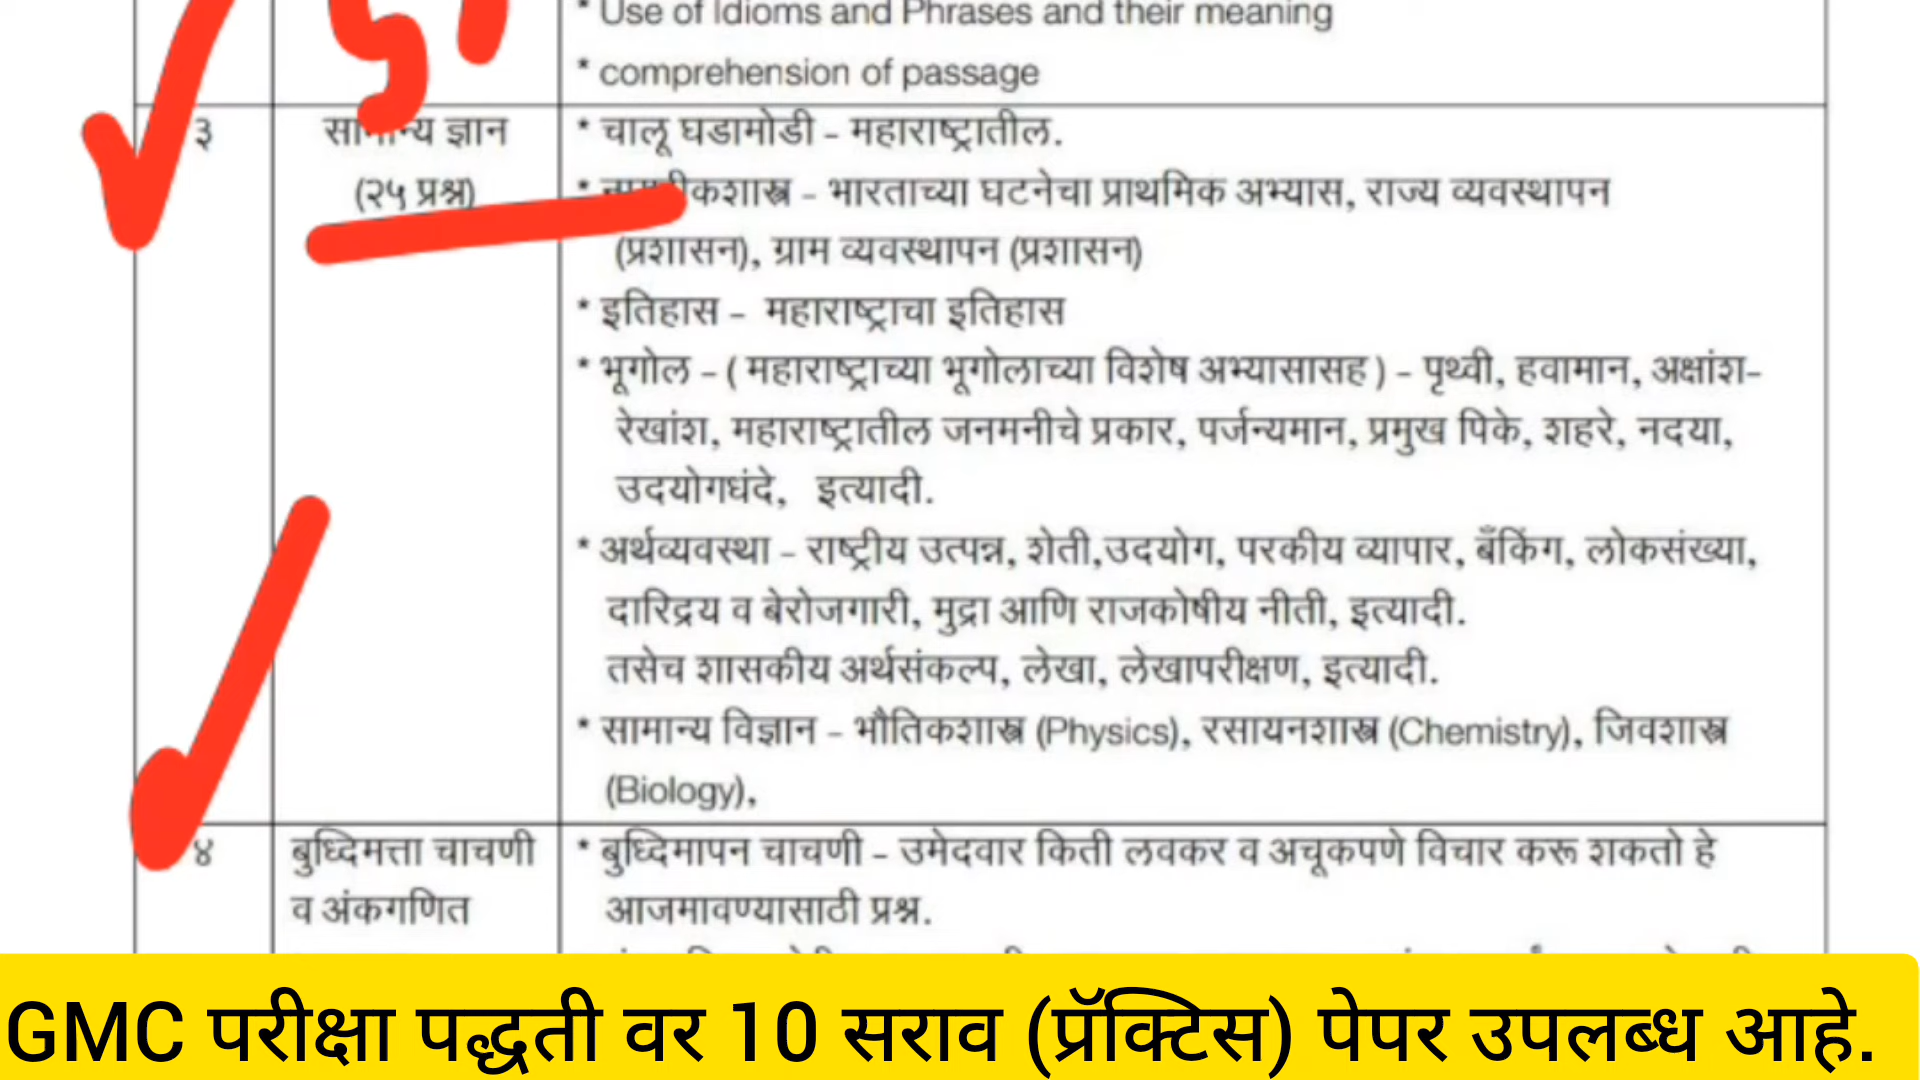 * Use of Idioms and Phrases and their meaning
* comprehension of passage
३
सामान्य ज्ञान
(२५ प्रश्न)
* चालू घडामोडी – महाराष्ट्रातील.
* नागरीकशास्त्र – भारताच्या घटनेचा प्राथमिक अभ्यास, राज्य व्यवस्थापन
(प्रशासन), ग्राम व्यवस्थापन (प्रशासन)
* इतिहास – महाराष्ट्राचा इतिहास
* भूगोल – ( महाराष्ट्राच्या भूगोलाच्या विशेष अभ्यासासह ) – पृथ्वी, हवामान, अक्षांश–
रेखांश, महाराष्ट्रातील जनमनीचे प्रकार, पर्जन्यमान, प्रमुख पिके, शहरे, नदया,
उदयोगधंदे, इत्यादी.
* अर्थव्यवस्था – राष्ट्रीय उत्पन्न, शेती,उदयोग, परकीय व्यापार, बँकिंग, लोकसंख्या,
दारिद्रय व बेरोजगारी, मुद्रा आणि राजकोषीय नीती, इत्यादी.
तसेच शासकीय अर्थसंकल्प, लेखा, लेखापरीक्षण, इत्यादी.
* सामान्य विज्ञान – भौतिकशास्त्र (Physics), रसायनशास्त्र (Chemistry), जिवशास्त्र
(Biology),
४
बुध्दिमत्ता चाचणी
व अंकगणित
* बुध्दिमापन चाचणी – उमेदवार किती लवकर व अचूकपणे विचार करू शकतो हे
आजमावण्यासाठी प्रश्न.
GMC परीक्षा पद्धती वर 10 सराव (प्रॅक्टिस) पेपर उपलब्ध आहे.